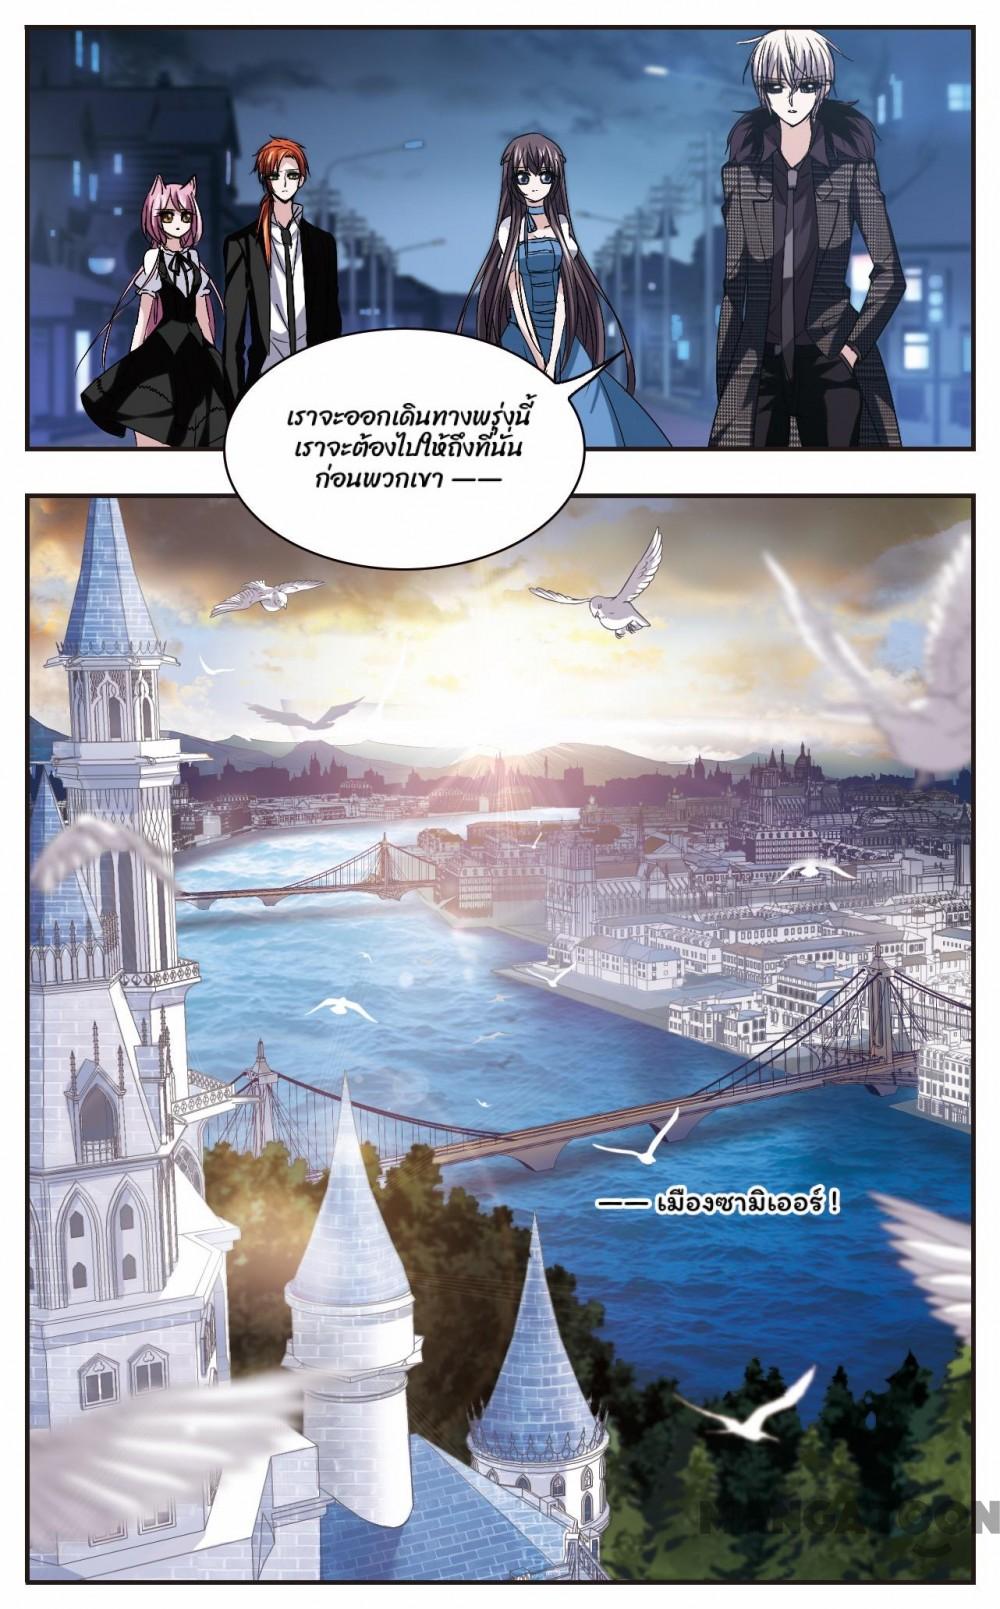 เราจะออกเดินทางพรุ่งนี้
เราจะต้องไปให้ถึงที่นั่น
ก่อนพวกเขา ——
—— เมืองซามิเออร์ !
MANGATOON